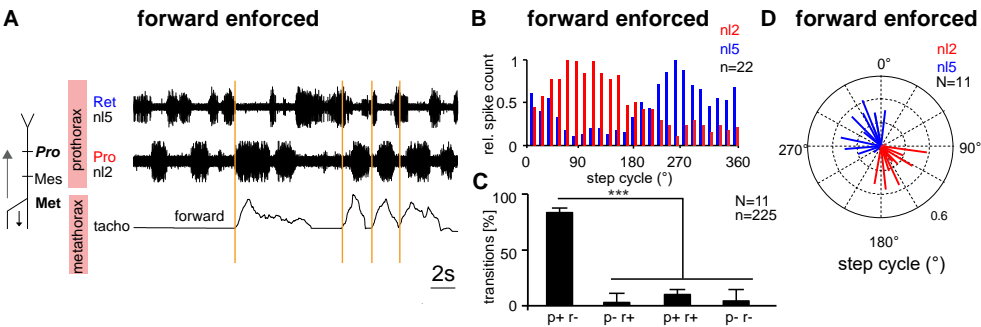 A forward enforced
prothorax
Ret
nl5
Pro
nl2
Pro
Mes
Met
metathorax
tacho
forward
2s
B forward enforced
nl2
nl5
n=22
rel. spike count
1
0.5
0
0 90 180 270 360
step cycle (°)
C
transitions [%]
100
50
0
***
N=11
n=225
p+ r- p- r+ p+ r+ p- r-
D forward enforced
nl2
nl5
N=11
0°
270° 90°
0.6
180°
step cycle (°)